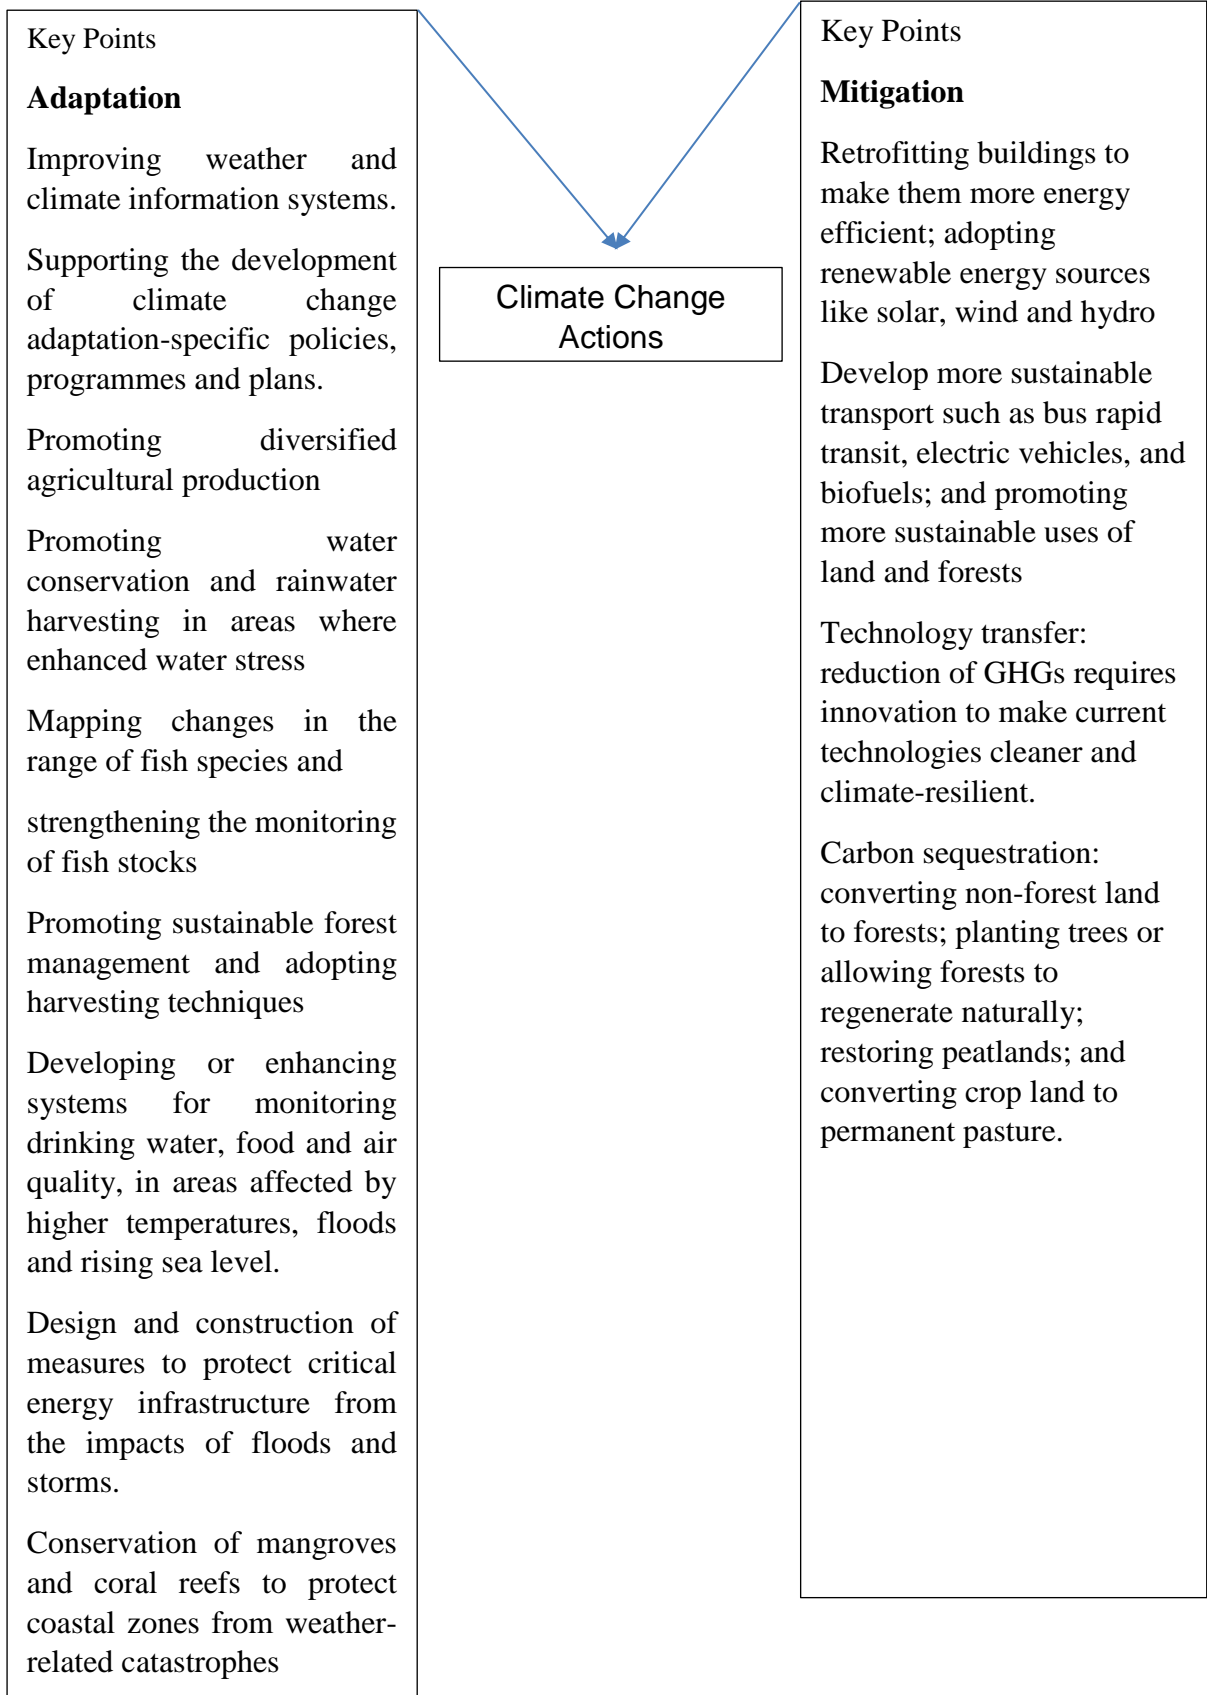 Key Points
Adaptation
Improving weather and
climate information systems.
Supporting the development
of climate change
adaptation-specific policies,
programmes and plans.
Promoting diversified
agricultural production
Promoting water
conservation and rainwater
harvesting in areas where
enhanced water stress
Mapping changes in the
range of fish species and
strengthening the monitoring
of fish stocks
Promoting sustainable forest
management and adopting
harvesting techniques
Developing or enhancing
systems for monitoring
drinking water, food and air
quality, in areas affected by
higher temperatures, floods
and rising sea level.
Design and construction of
measures to protect critical
energy infrastructure from
the impacts of floods and
storms.
Conservation of mangroves
and coral reefs to protect
coastal zones from weather-
related catastrophes
Climate Change
Actions
Key Points
Mitigation
Retrofitting buildings to
make them more energy
efficient; adopting
renewable energy sources
like solar, wind and hydro
Develop more sustainable
transport such as bus rapid
transit, electric vehicles, and
biofuels; and promoting
more sustainable uses of
land and forests
Technology transfer:
reduction of GHGs requires
innovation to make current
technologies cleaner and
climate-resilient.
Carbon sequestration:
converting non-forest land
to forests; planting trees or
allowing forests to
regenerate naturally;
restoring peatlands; and
converting crop land to
permanent pasture.